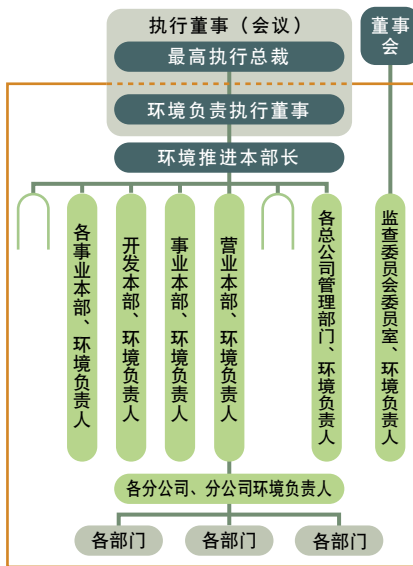 执行董事（会议）
董事
会
最高执行总裁
环境负责执行董事
环境推进本部长
各事业本部、环境负责人
开发本部、环境负责人
事业本部、环境负责人
营业本部、环境负责人
各总公司管理部门、环境负责人
监查委员会委员室、环境负责人
各分公司、分公司环境负责人
各部门
各部门
各部门